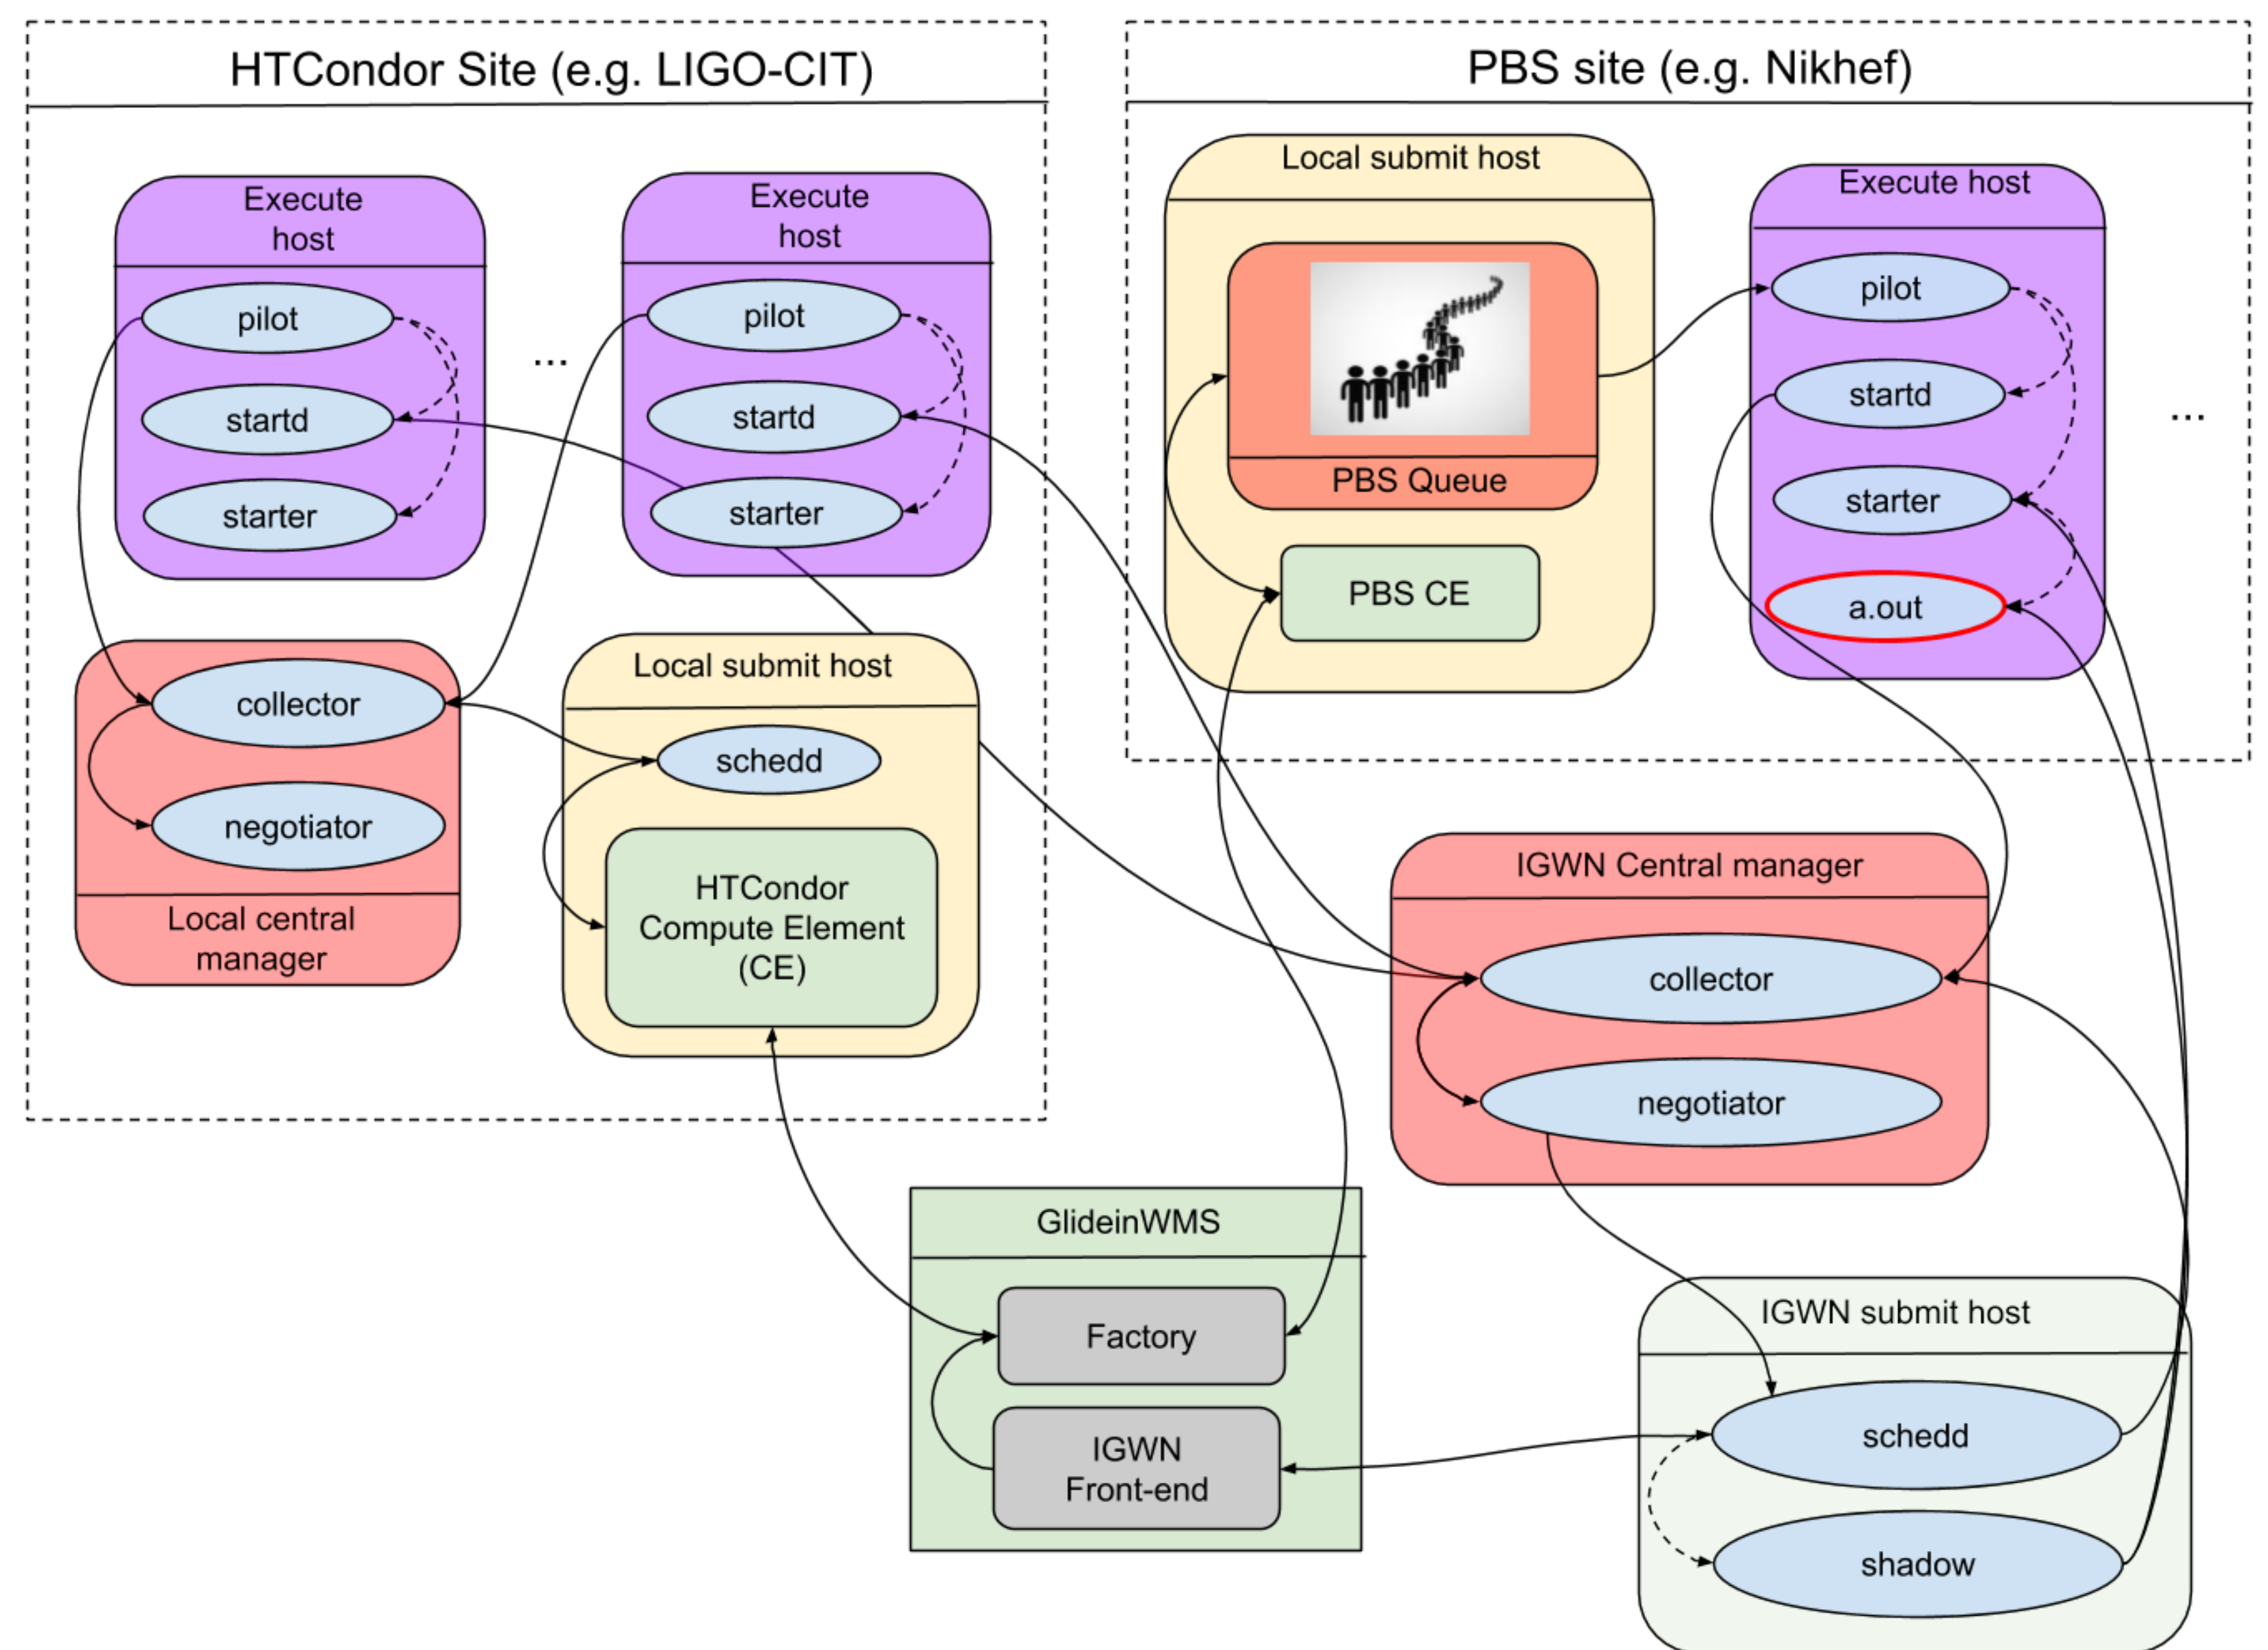 HTCondor Site (e.g. LIGO-CIT)
Execute
host
pilot
startd
starter
...
Execute
host
pilot
startd
starter
collector
negotiator
Local central
manager
Local submit host
schedd
HTCondor
Compute Element
(CE)
PBS site (e.g. Nikhef)
Local submit host
PBS Queue
PBS CE
Execute host
pilot
startd
starter
a.out
...
IGWN Central manager
collector
negotiator
GlideinWMS
Factory
IGWN
Front-end
IGWN submit host
schedd
shadow